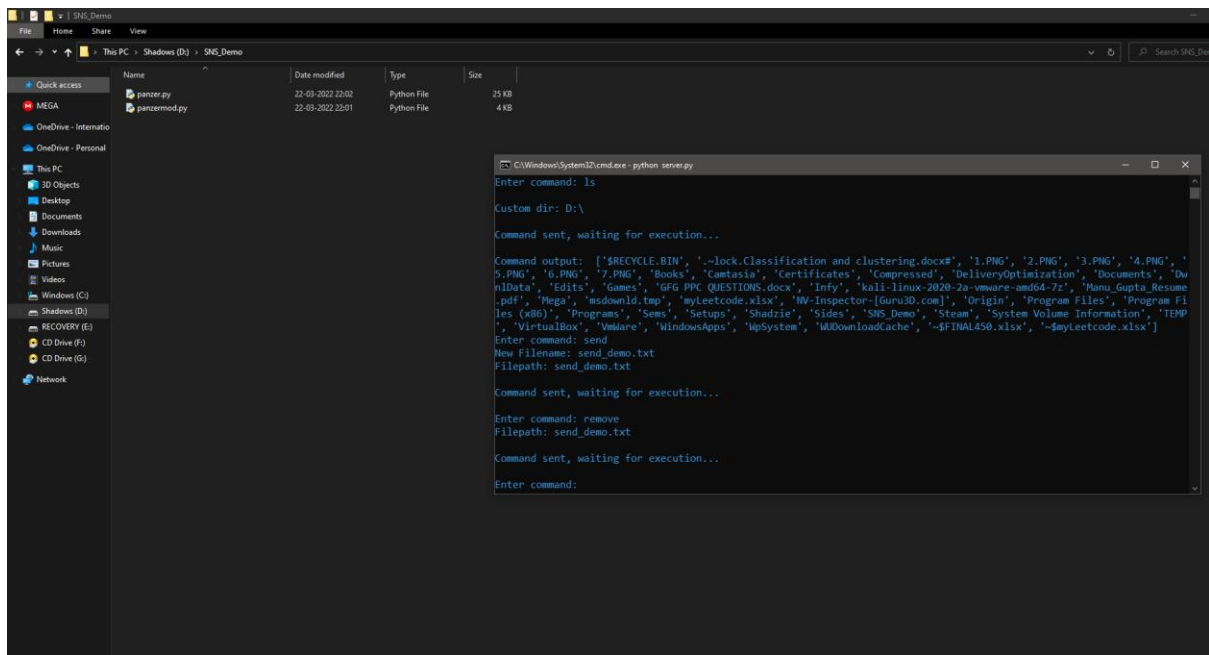 SNS_Demo
File Home Share View
This PC > Shadows (D:) > SNS_Demo
Search SNS_De
Name Date modified Type Size
panzer.py 22-03-2022 22:02 Python File 25 KB
panzermod.py 22-03-2022 22:01 Python File 4 KB
Quick access
MEGA
OneDrive - Internatio
OneDrive - Personal
This PC
3D Objects
Desktop
Documents
Downloads
Music
Pictures
Videos
Windows (C:)
Shadows (D:)
RECOVERY (E:)
CD Drive (F:)
CD Drive (G:)
Network
C:\Windows\System32\cmd.exe - python server.py
Enter command: ls
Custom dir: D:\
Command sent, waiting for execution...
Command output: ['$RECYCLE.BIN', '.~lock.Classification and clustering.docx#', '1.PNG', '2.PNG', '3.PNG', '4.PNG', '
5.PNG', '6.PNG', '7.PNG', 'Books', 'Camtasia', 'Certificates', 'Compressed', 'DeliveryOptimization', 'Documents', 'Dw
nlData', 'Edits', 'Games', 'GFG PPC QUESTIONS.docx', 'Infy', 'kali-linux-2020-2a-vmware-amd64-7z', 'Manu_Gupta_Resume
.pdf', 'Mega', 'msdownld.tmp', 'myLeetcode.xlsx', 'NV-Inspector-[Guru3D.com]', 'Origin', 'Program Files', 'Program Fi
les (x86)', 'Programs', 'Sems', 'Setups', 'Shadzie', 'Sides', 'SNS_Demo', 'Steam', 'System Volume Information', 'TEMP
', 'VirtualBox', 'VmWare', 'WindowsApps', 'WpSystem', 'WUDownloadCache', '~$FINAL450.xlsx', '~$myLeetcode.xlsx']
Enter command: send
New Filename: send_demo.txt
Filepath: send_demo.txt
Command sent, waiting for execution...
Enter command: remove
Filepath: send_demo.txt
Command sent, waiting for execution...
Enter command: